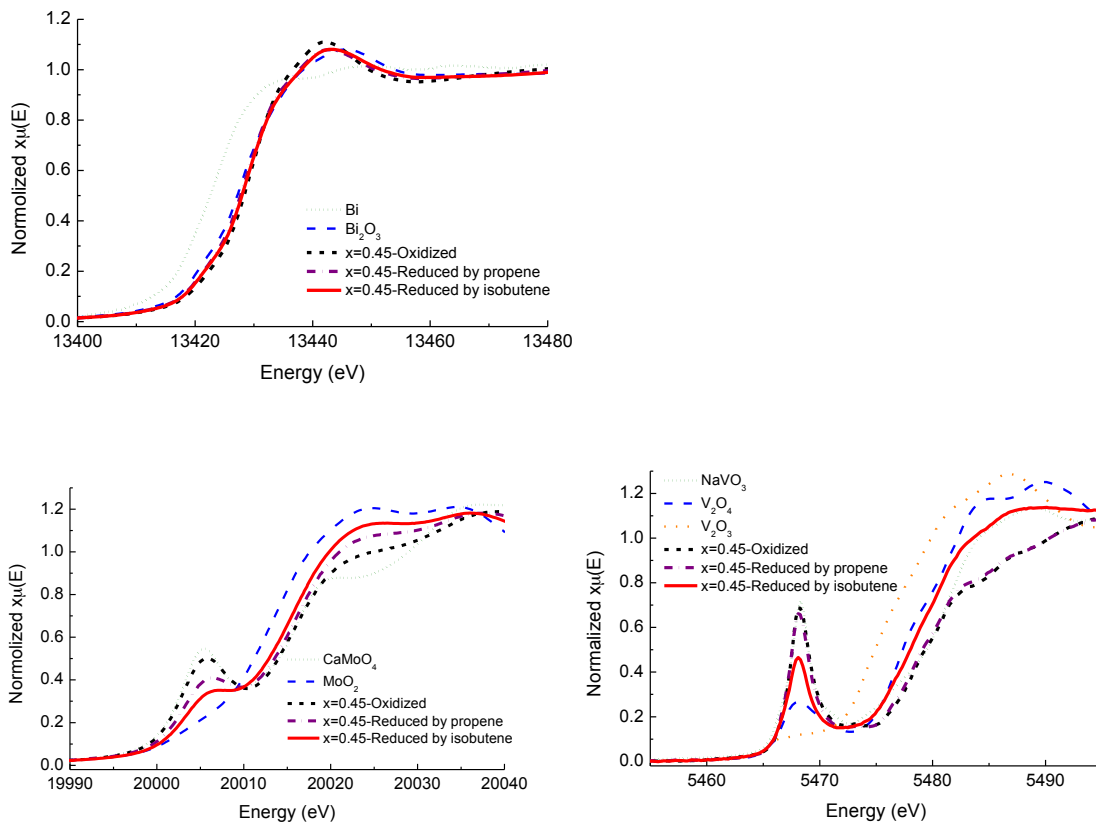 1.2
1.0
0.8
0.6
0.4
0.2
0.0
Normolized xμ(E)
Bi
Bi₂O₃
x=0.45-Oxidized
x=0.45-Reduced by propene
x=0.45-Reduced by isobutene
13400 13420 13440 13460 13480
Energy (eV)
1.2
1.0
0.8
0.6
0.4
0.2
0.0
Normolized xμ(E)
CaMoO₄
MoO₂
x=0.45-Oxidized
x=0.45-Reduced by propene
x=0.45-Reduced by isobutene
19990 20000 20010 20020 20030 20040
Energy (eV)
1.2
1.0
0.8
0.6
0.4
0.2
0.0
Normalized xμ(E)
NaVO₃
V₂O₄
V₂O₃
x=0.45-Oxidized
x=0.45-Reduced by propene
x=0.45-Reduced by isobutene
5460 5470 5480 5490
Energy (eV)